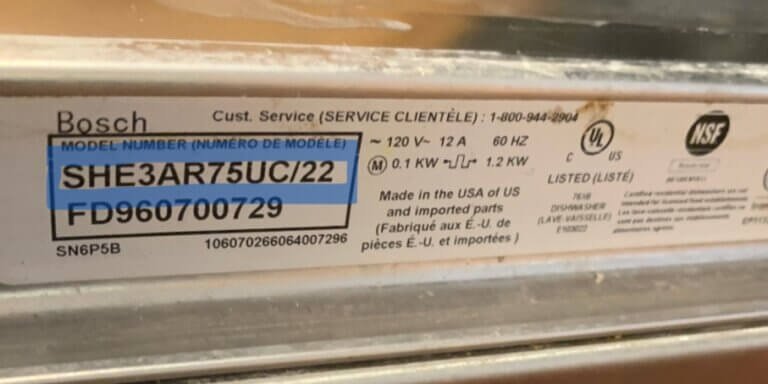 Bosch
Cust. Service (SERVICE CLIENTÈLE) : 1-800-944-2904
MODEL NUMBER (NUMÉRO DE MODÈLE)
SHE3AR75UC/22
FD960700729
SN6P5B
106070266064007296
~ 120 V~ 12 A 60 HZ
M 0.1 KW 1.2 KW
Made in the USA of US
and imported parts
(Fabriqué aux É.-U. de
pièces É.-U. et importées )
C UL US
LISTED (LISTÉ)
DISHWASHER
(LAVE-VAISSELLE)
NSF